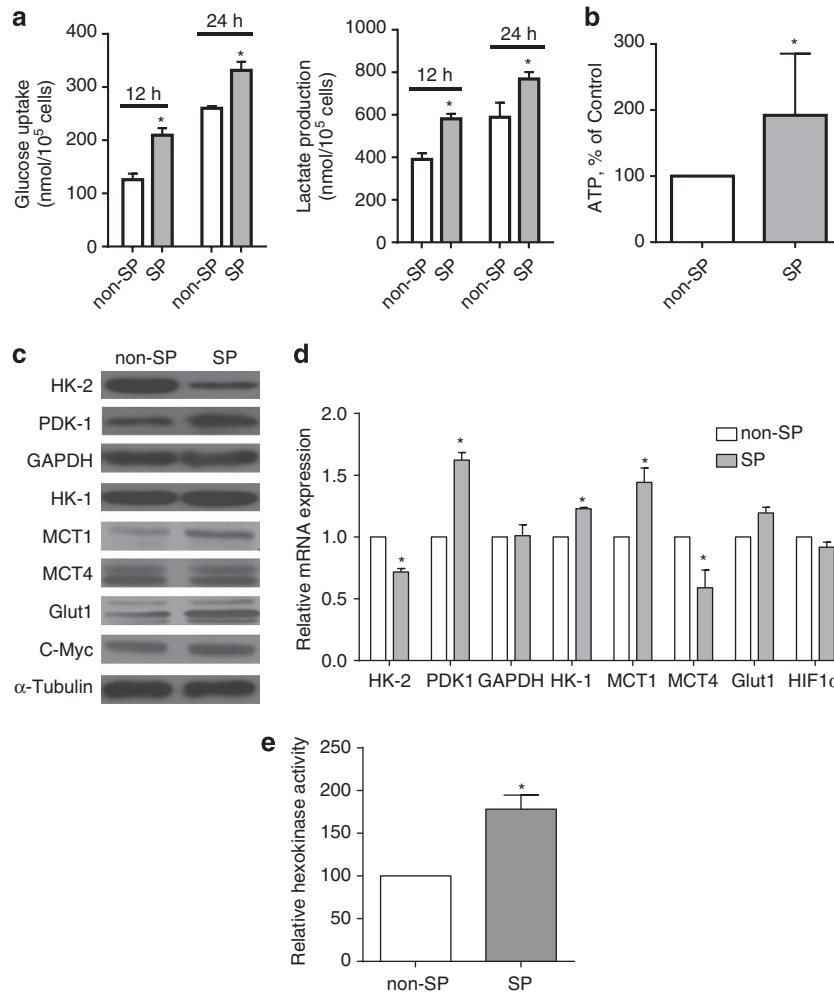 a
Glucose uptake
(nmol/10⁵ cells)
400
300
200
100
0
12 h
24 h
*
*
non-SP
SP
non-SP
SP
Lactate production
(nmol/10⁵ cells)
1000
800
600
400
200
0
12 h
24 h
*
*
non-SP
SP
non-SP
SP
b
ATP, % of Control
300
200
100
0
*
non-SP
SP
c
non-SP SP
HK-2
PDK-1
GAPDH
HK-1
MCT1
MCT4
Glut1
C-Myc
α-Tubulin
d
Relative mRNA expression
2.0
1.5
1.0
0.5
0.0
non-SP
SP
*
*
*
*
*
HK-2 PDK1 GAPDH HK-1 MCT1 MCT4 Glut1 HIF1α
e
Relative hexokinase activity
250
200
150
100
50
0
*
non-SP SP